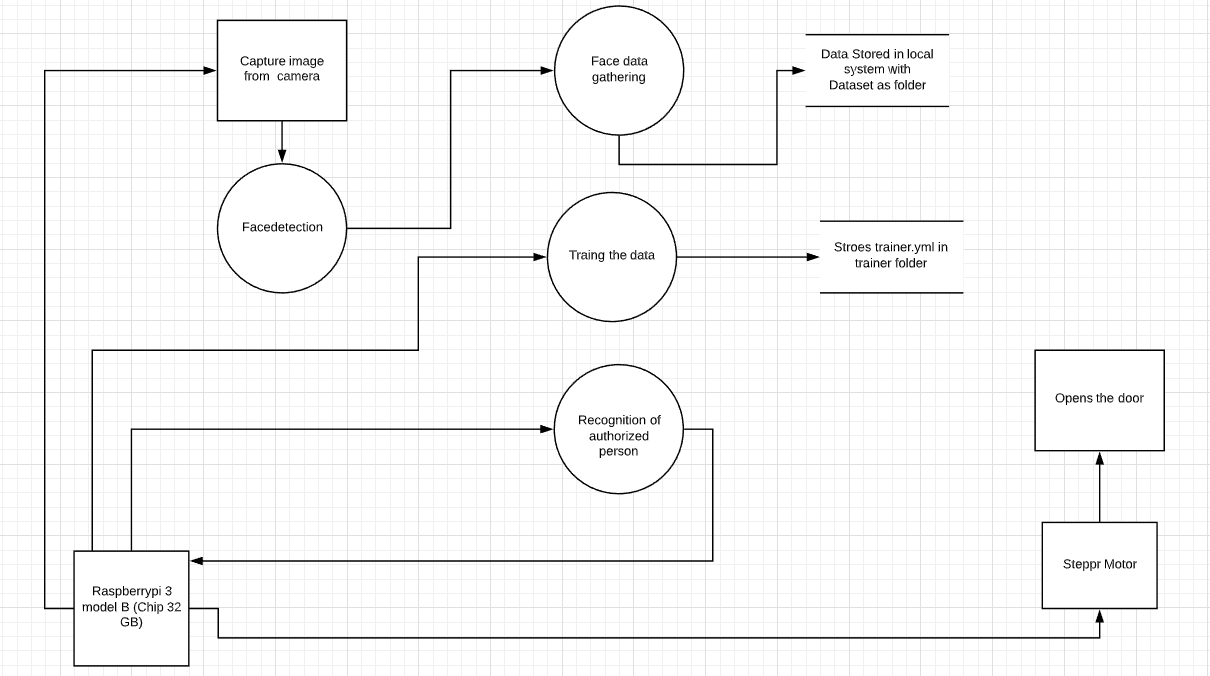 Capture image
from camera
Face data
gathering
Data Stored in local
system with
Dataset as folder
Facedetection
Traing the data
Stroes trainer.yml in
trainer folder
Recognition of
authorized
person
Opens the door
Raspberrypi 3
model B (Chip 32
GB)
Steppr Motor